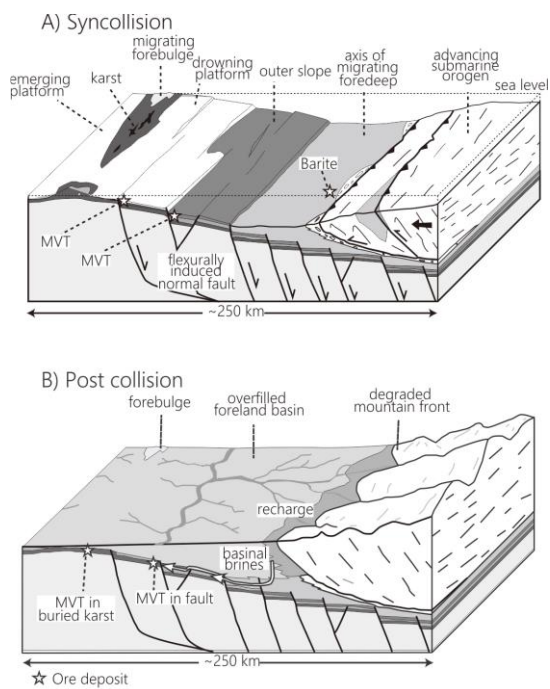 A) Syncollision
migrating
forebulge
karst
emerging
platform
drowning
platform
outer slope
axis of
migrating
foredeep
advancing
submarine
orogen
sea level
Barite
MVT
MVT
flexurally
induced
normal fault
~250 km
B) Post collision
forebulge
overfilled
foreland basin
degraded
mountain front
recharge
basinal
brines
MVT in
buried karst
MVT in fault
~250 km
Ore deposit